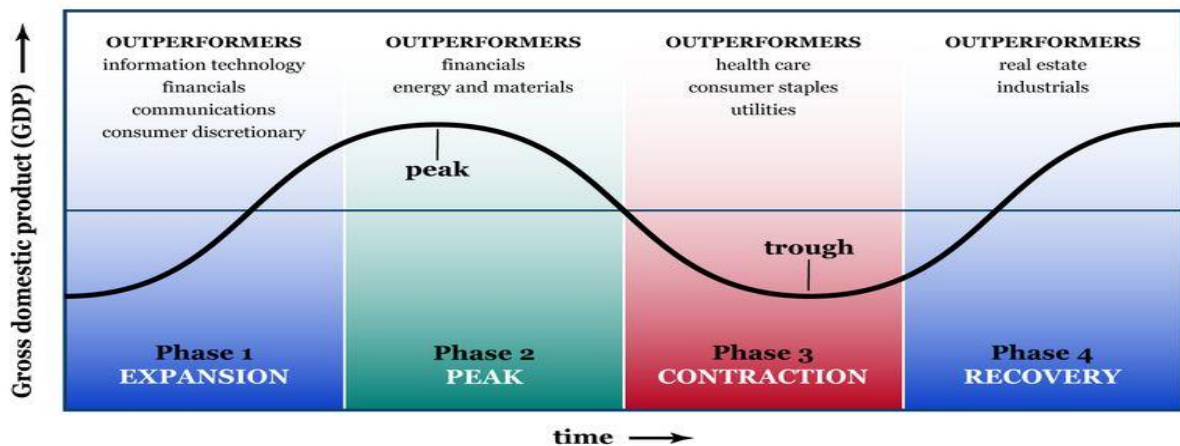 Gross domestic product (GDP)
OUTPERFORMERS
information technology
financials
communications
consumer discretionary
Phase 1
EXPANSION
OUTPERFORMERS
financials
energy and materials
peak
Phase 2
PEAK
OUTPERFORMERS
health care
consumer staples
utilities
trough
Phase 3
CONTRACTION
OUTPERFORMERS
real estate
industrials
Phase 4
RECOVERY
time